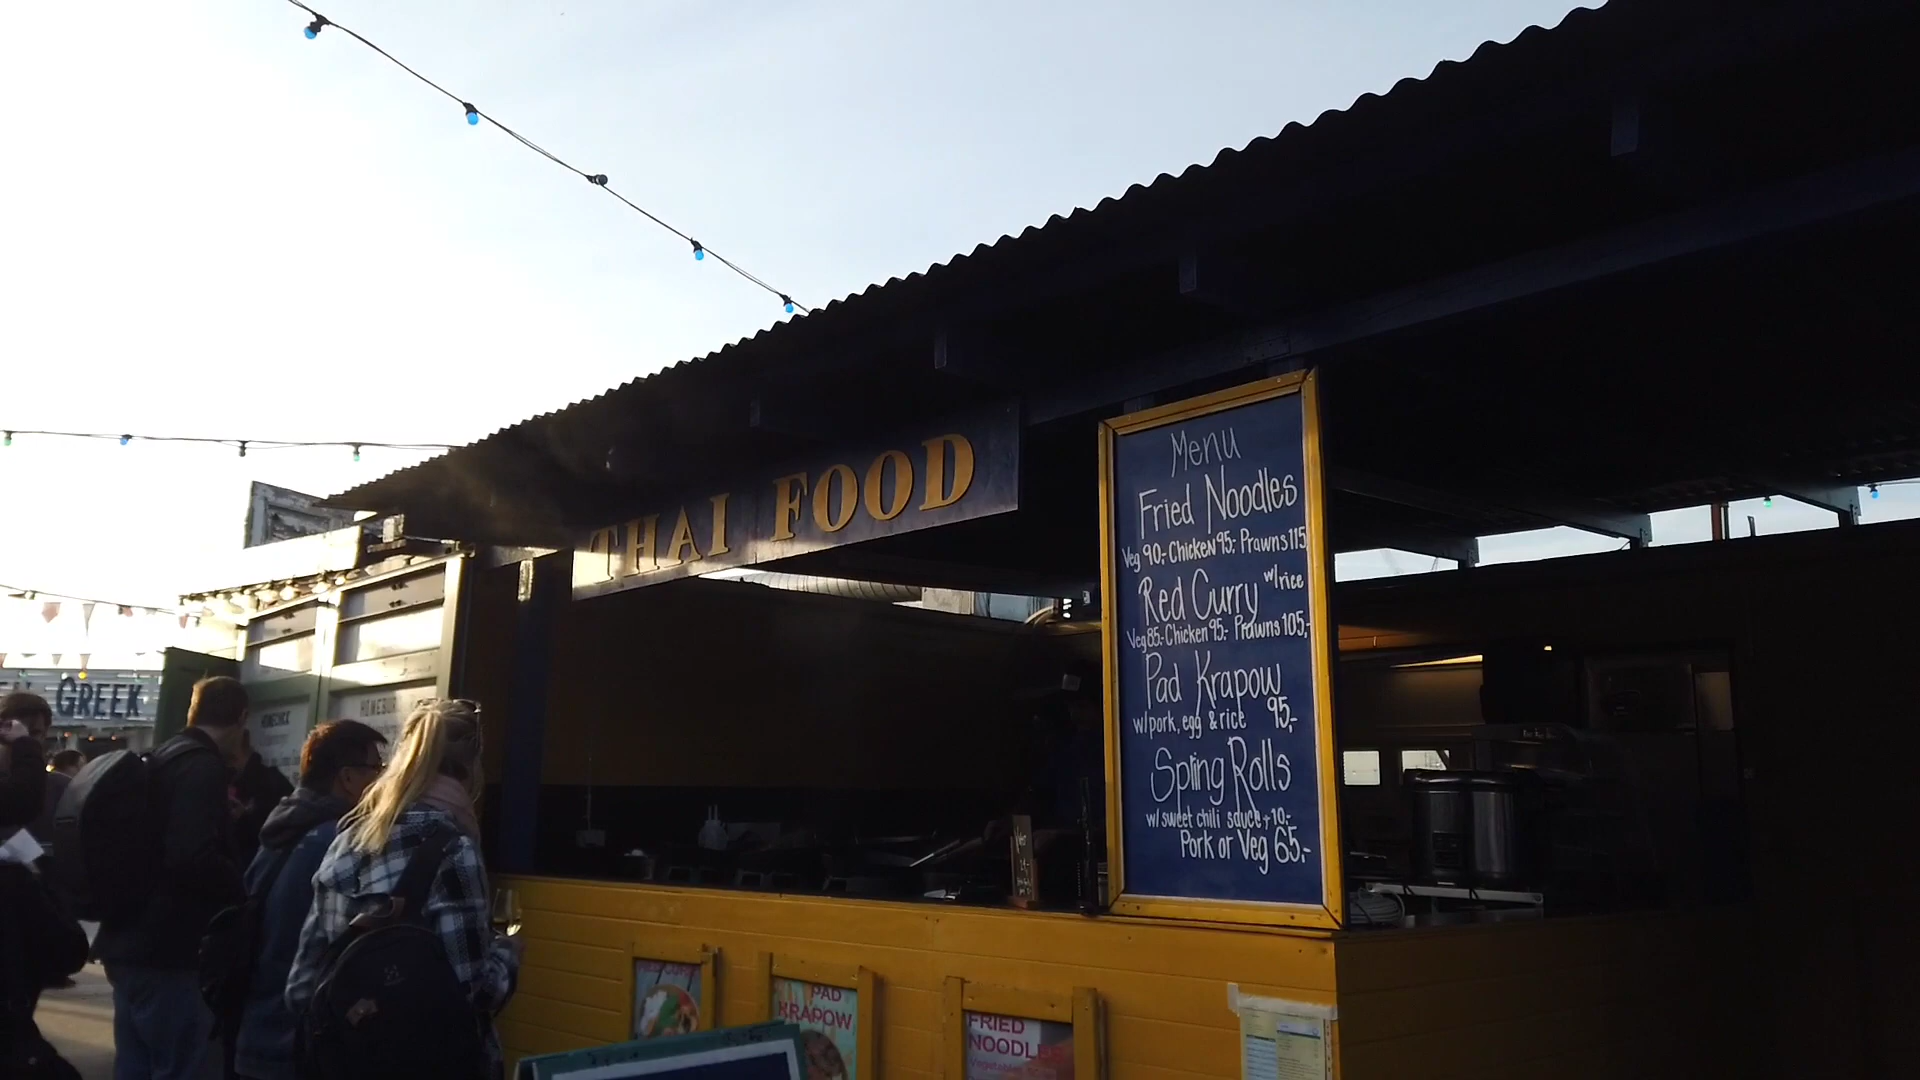 THAI FOOD
Menu
Fried Noodles
Veg 90,- Chicken 95,- Prawns 115
Red Curry w/rice
Veg 85,- Chicken 95,- Prawns 105,-
Pad Krapow
w/pork, egg & rice 95,-
Spring Rolls
w/ sweet chili sauce + 10,-
Pork or Veg 65,-
GREEK
PAD
KRAPOW
FRIED
NOODLES